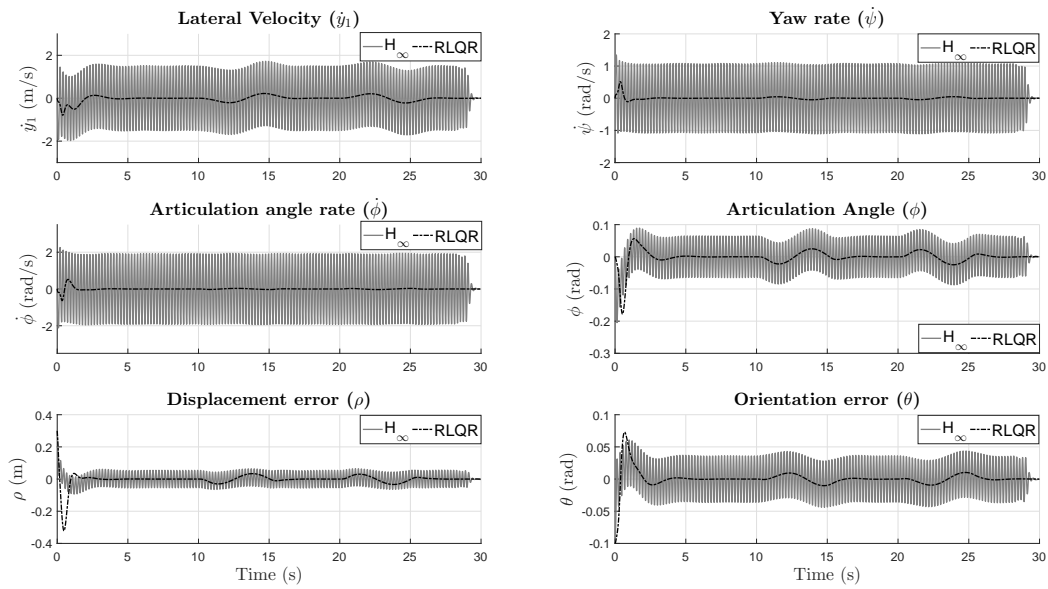 Lateral Velocity (ẏ₁)
ẏ₁ (m/s)
2
0
-2
H∞ RLQR
0 5 10 15 20 25 30
Yaw rate (ψ̇)
ψ̇ (rad/s)
2
1
0
-1
2
H∞ RLQR
0 5 10 15 20 25 30
Articulation angle rate (ϕ̇)
ϕ̇ (rad/s)
2
0
-2
H∞ RLQR
0 5 10 15 20 25 30
Articulation Angle (ϕ)
ϕ (rad)
0.1
0
-0.1
-0.2
-0.3
H∞ RLQR
0 5 10 15 20 25 30
Displacement error (ρ)
ρ (m)
0.4
0.2
0
-0.2
-0.4
H∞ RLQR
0 5 10 15 20 25 30
Time (s)
Orientation error (θ)
θ (rad)
0.1
0.05
0
-0.05
-0.1
H∞ RLQR
0 5 10 15 20 25 30
Time (s)